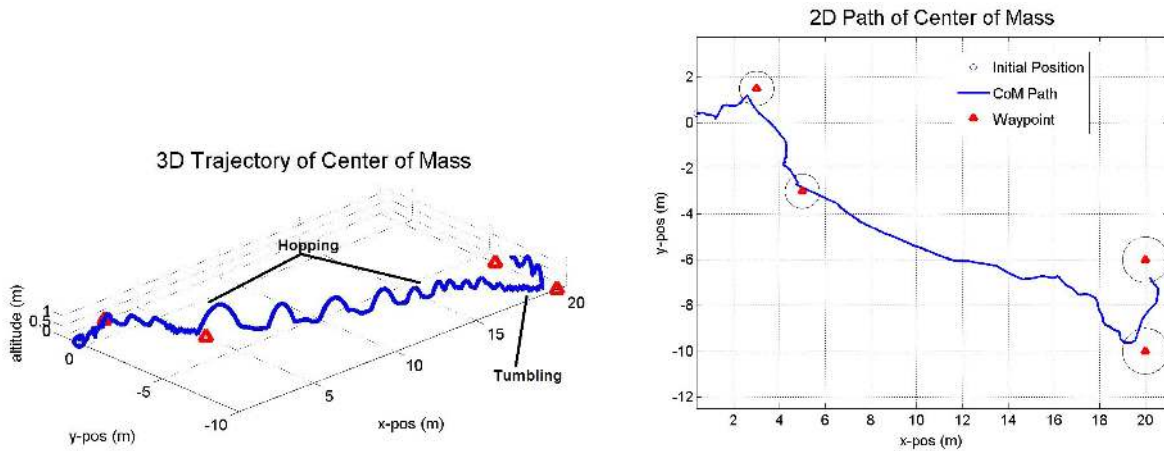 3D Trajectory of Center of Mass
Hopping
Tumbling
altitude (m)
1
0.5
0
0
-5
-10
y-pos (m)
5
10
15
20
x-pos (m)
2D Path of Center of Mass
Initial Position
CoM Path
Waypoint
y-pos (m)
2
0
-2
-4
-6
-8
-10
-12
2 4 6 8 10 12 14 16 18 20
x-pos (m)